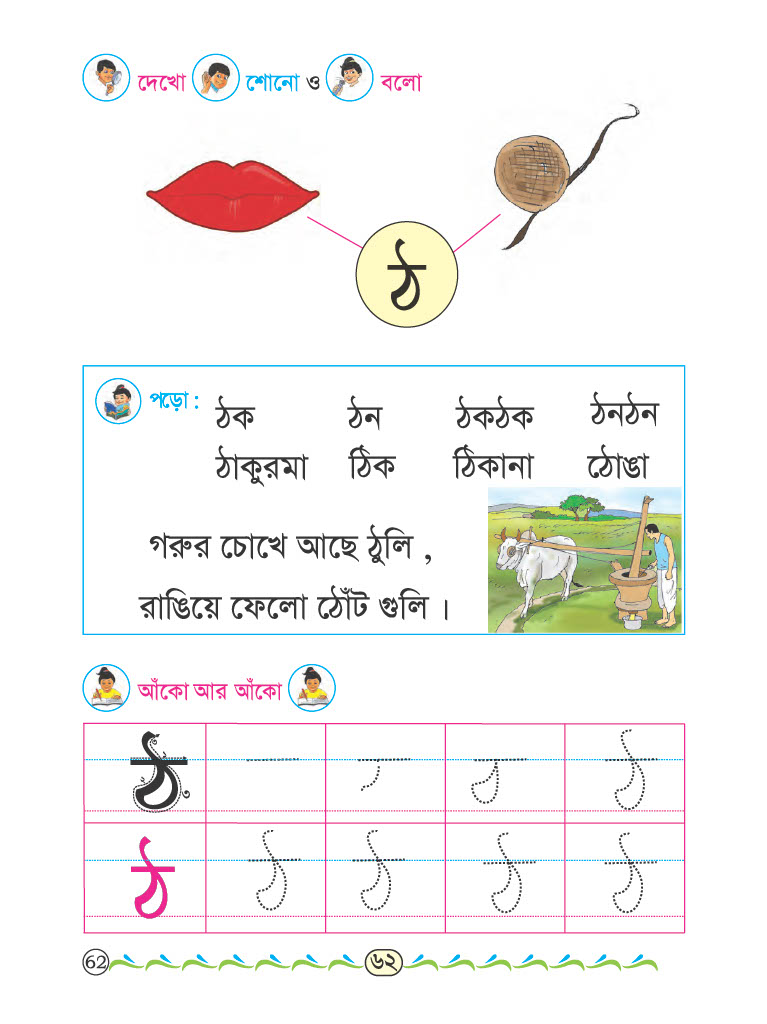 দেখো শোনো ও বলো
ঠ
পড়ো :
ঠক ঠন ঠকঠক ঠনঠন
ঠাকুরমা ঠিক ঠিকানা ঠোঙা
গরুর চোখে আছে ঠুলি ,
রাঙিয়ে ফেলো ঠোঁট গুলি ।
আঁকো আর আঁকো
ঠ ঠ
ঠ ঠ ঠ ঠ ঠ
62 ৬২